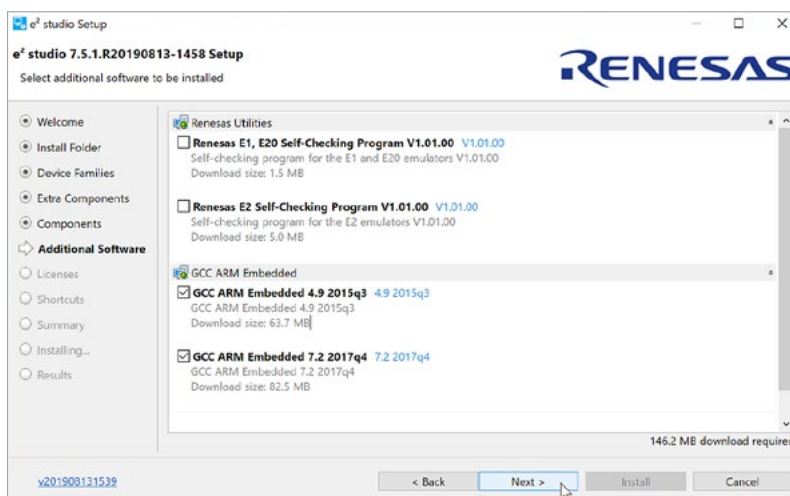 e² studio Setup
e² studio 7.5.1.R20190813-1458 Setup
Select additional software to be installed
RENESAS
Welcome
Install Folder
Device Families
Extra Components
Components
Additional Software
Licenses
Shortcuts
Summary
Installing...
Results
Renesas Utilities
Renesas E1, E20 Self-Checking Program V1.01.00 V1.01.00
Self-checking program for the E1 and E20 emulators V1.01.00
Download size: 1.5 MB
Renesas E2 Self-Checking Program V1.01.00 V1.01.00
Self-checking program for the E2 emulators V1.01.00
Download size: 5.0 MB
GCC ARM Embedded
GCC ARM Embedded 4.9 2015q3 4.9 2015q3
GCC ARM Embedded 4.9 2015q3
Download size: 63.7 MB
GCC ARM Embedded 7.2 2017q4 7.2 2017q4
GCC ARM Embedded 7.2 2017q4
Download size: 82.5 MB
146.2 MB download require
v201908131539
< Back
Next >
Install
Cancel